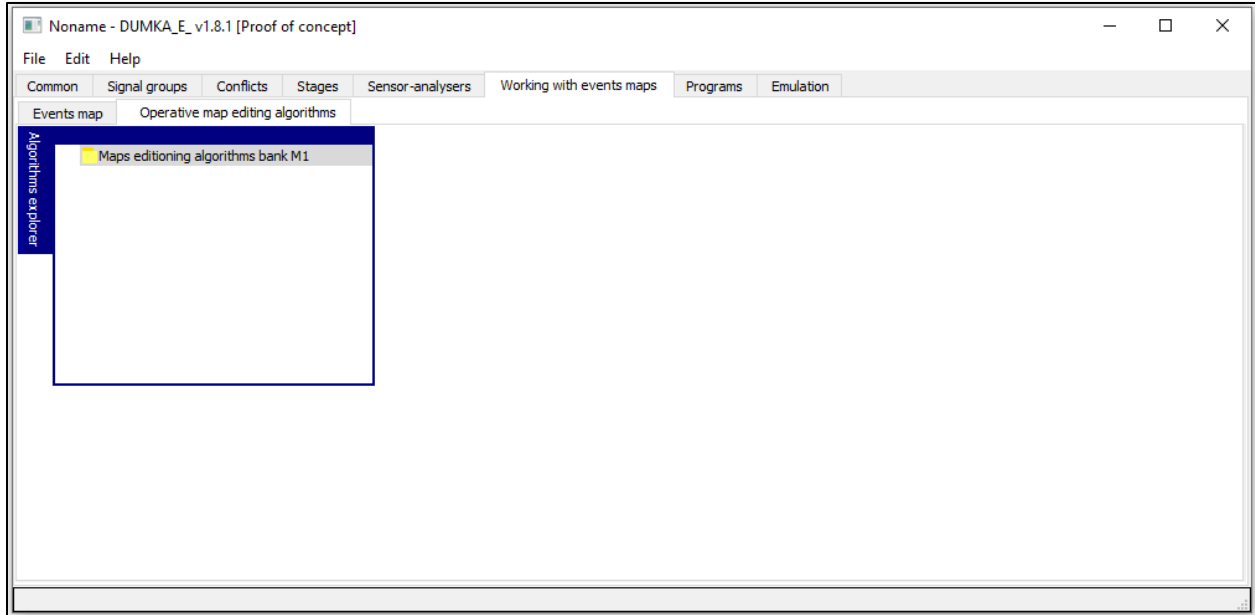 Noname - DUMKA_E_ v1.8.1 [Proof of concept]
File Edit Help
Common Signal groups Conflicts Stages Sensor-analysers Working with events maps Programs Emulation
Events map Operative map editing algorithms
Algorithms explorer
Maps editioning algorithms bank M1